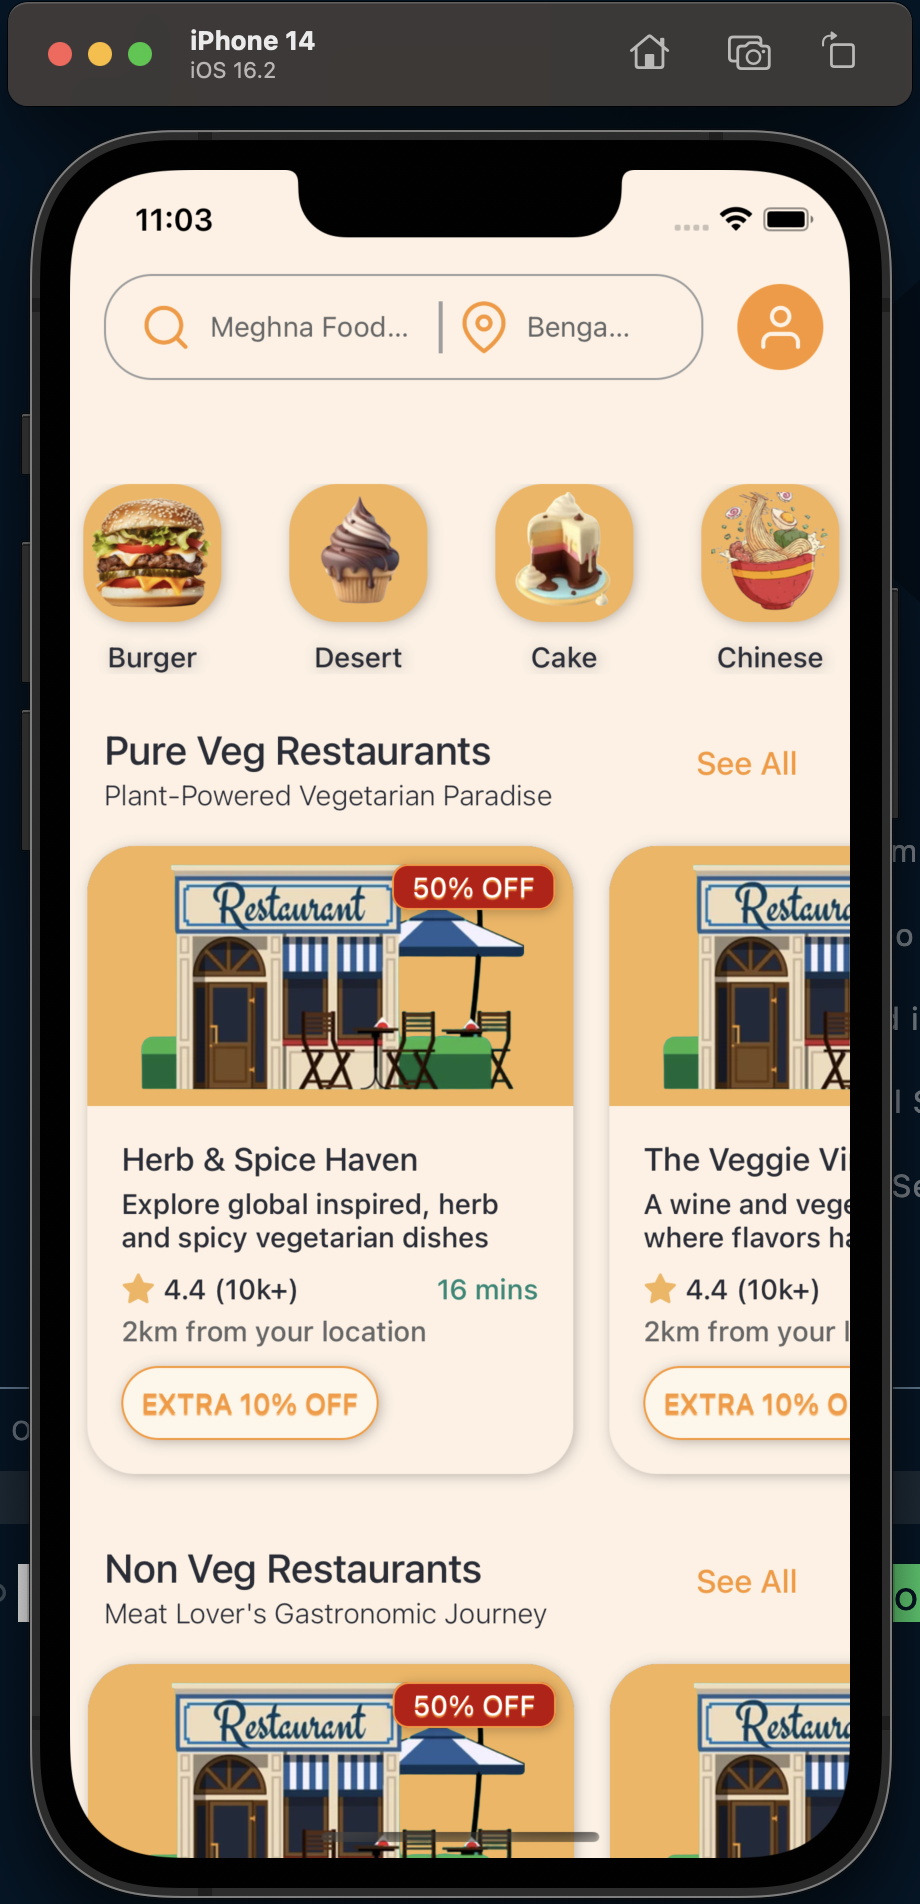 iPhone 14
iOS 16.2
11:03
Meghna Food... Benga...
Burger Desert Cake Chinese
Pure Veg Restaurants See All
Plant-Powered Vegetarian Paradise
50% OFF
Restaurant Restaura
Herb & Spice Haven The Veggie Vi
Explore global inspired, herb A wine and vege
and spicy vegetarian dishes where flavors ha
4.4 (10k+) 16 mins 4.4 (10k+)
2km from your location 2km from your l
EXTRA 10% OFF EXTRA 10% O
Non Veg Restaurants See All
Meat Lover's Gastronomic Journey
50% OFF
Restaurant Restaura